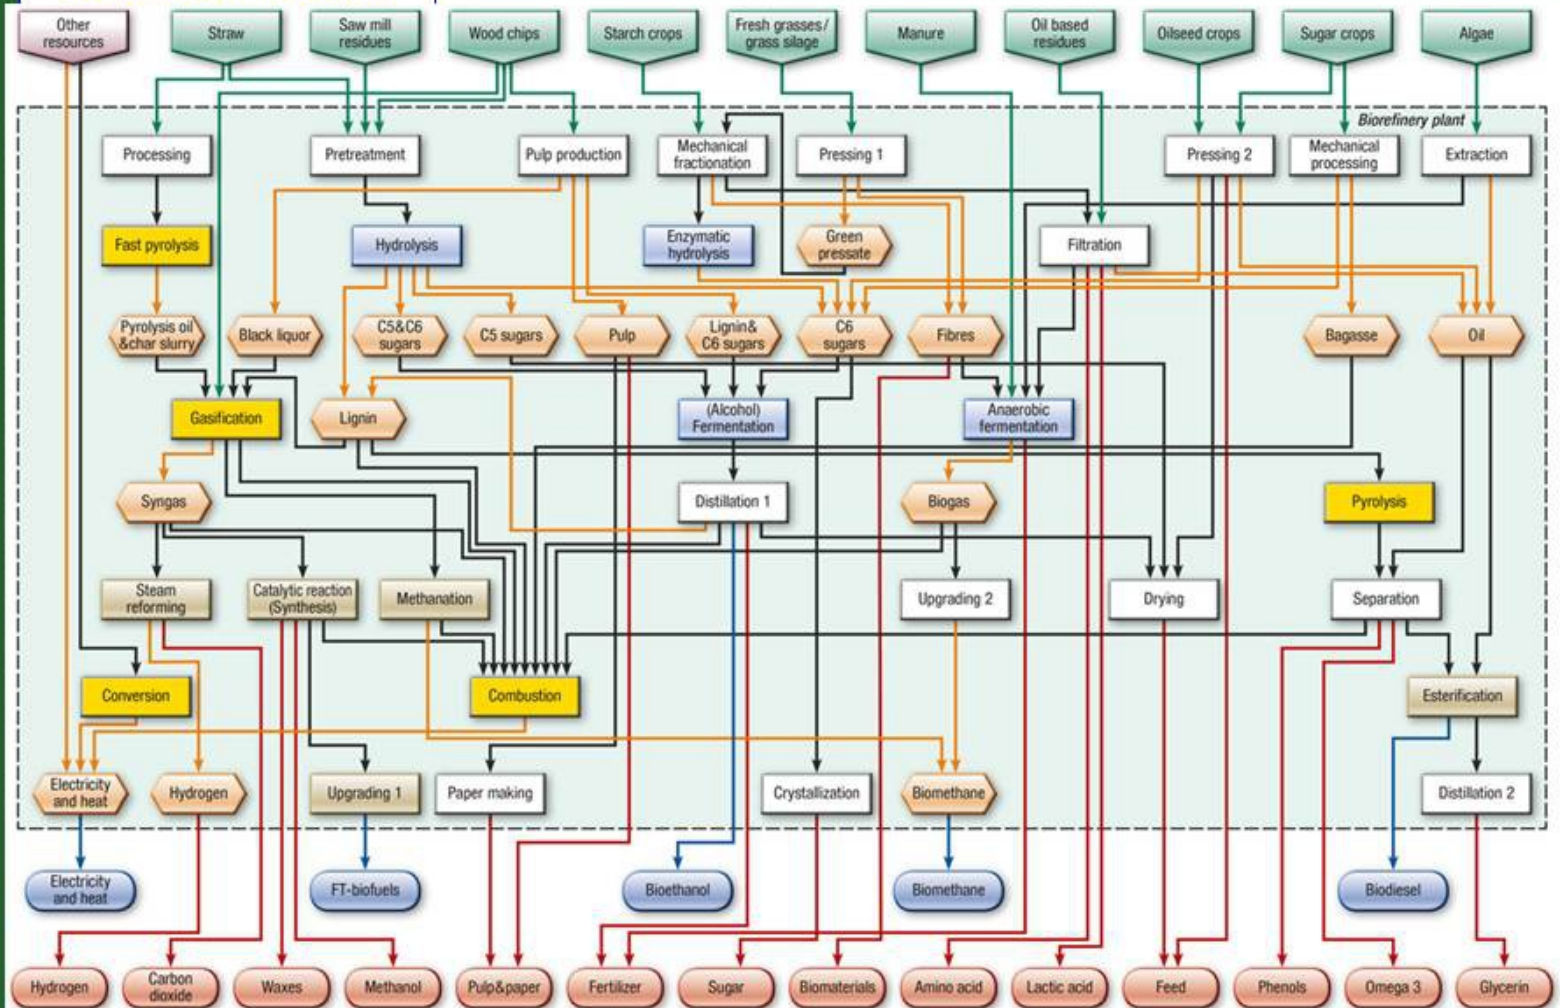 Other
resources
Straw
Saw mill
residues
Wood chips
Starch crops
Fresh grasses/
grass silage
Manure
Oil based
residues
Oilseed crops
Sugar crops
Algae
Biorefinery plant
Processing
Pretreatment
Pulp production
Mechanical
fractionation
Pressing 1
Pressing 2
Mechanical
processing
Extraction
Fast pyrolysis
Hydrolysis
Enzymatic
hydrolysis
Green
pressate
Filtration
Pyrolysis oil
&char slurry
Black liquor
C5&C6
sugars
C5 sugars
Pulp
Lignin&
C6 sugars
C6
sugars
Fibres
Bagasse
Oil
Gasification
Lignin
(Alcohol)
Fermentation
Anaerobic
fermentation
Syngas
Distillation 1
Biogas
Pyrolysis
Steam
reforming
Catalytic reaction
(Synthesis)
Methanation
Upgrading 2
Drying
Separation
Conversion
Combustion
Esterification
Electricity
and heat
Hydrogen
Upgrading 1
Paper making
Crystallization
Biomethane
Distillation 2
Electricity
and heat
FT-biofuels
Bioethanol
Biomethane
Biodiesel
Hydrogen
Carbon
dioxide
Waxes
Methanol
Pulp&paper
Fertilizer
Sugar
Biomaterials
Amino acid
Lactic acid
Feed
Phenols
Omega 3
Glycerin